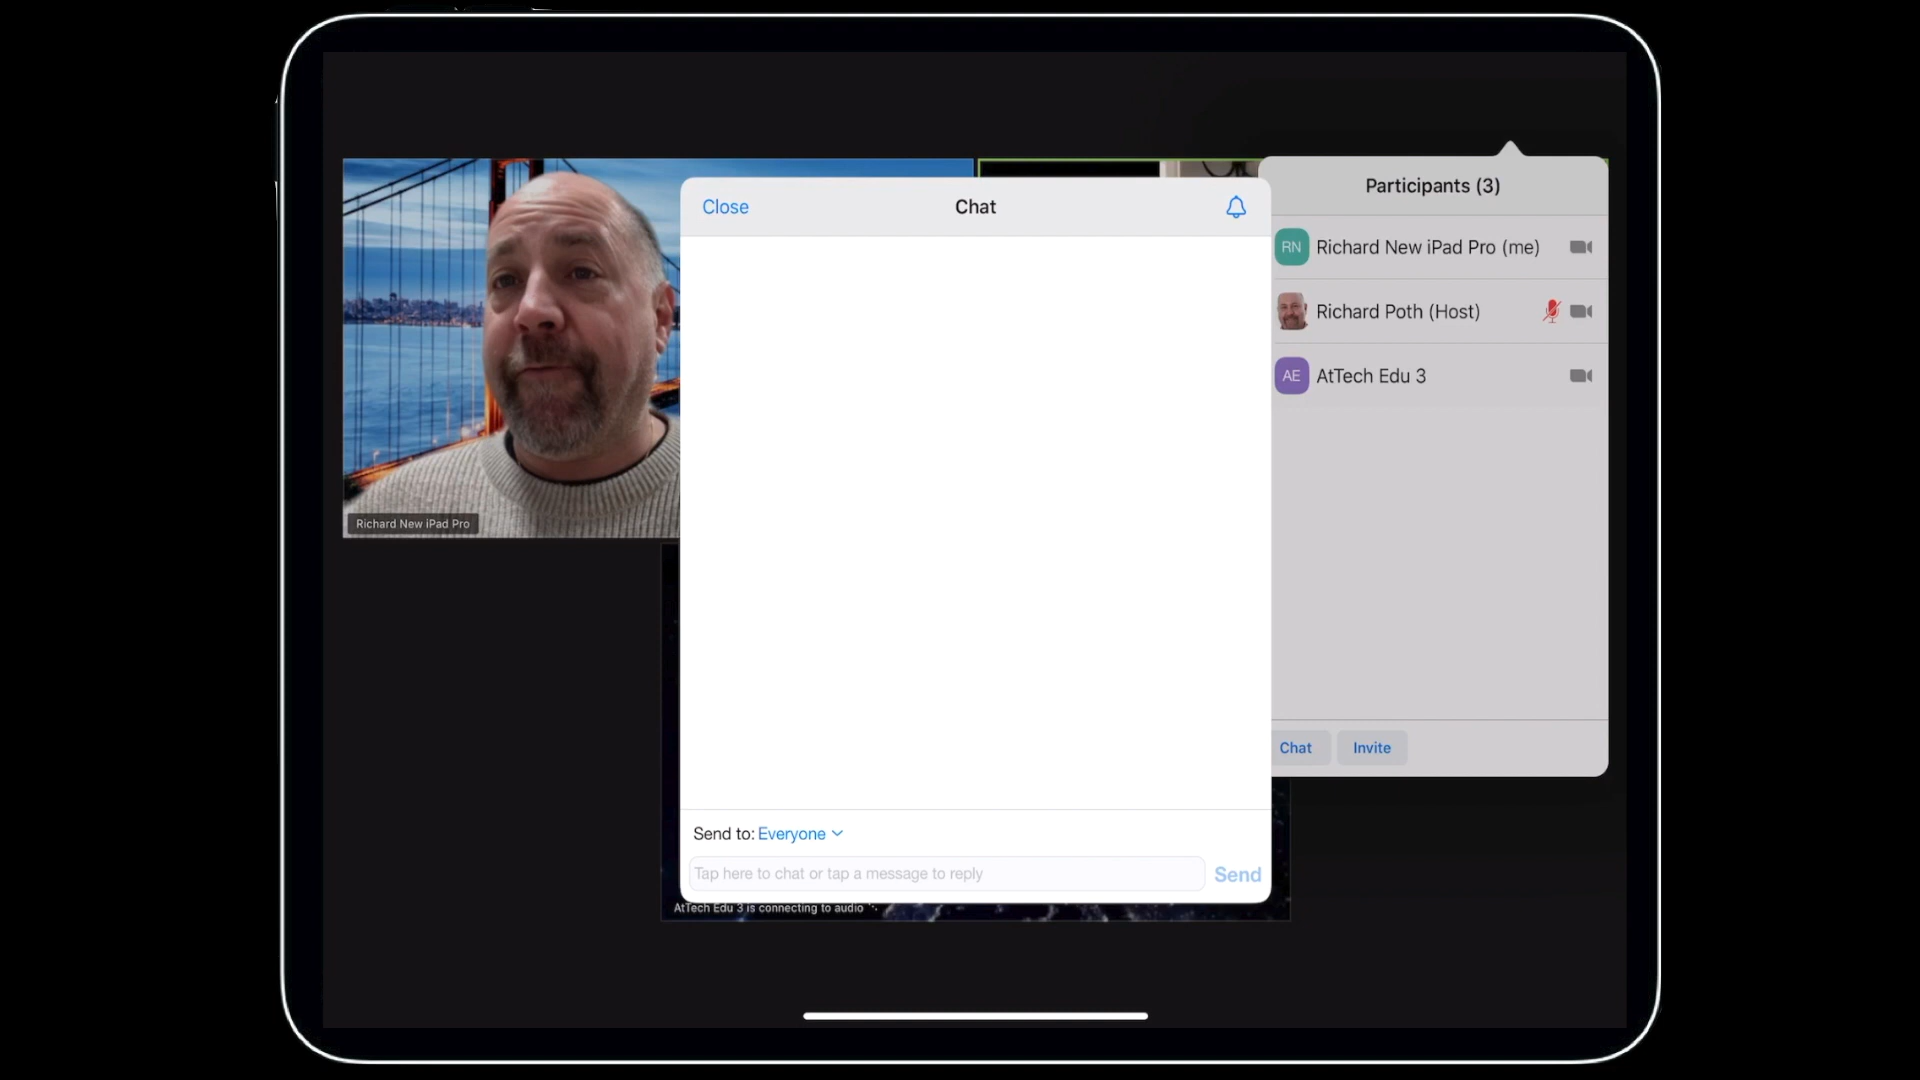 Participants (3)
Close
Chat
RN
Richard New iPad Pro (me)
Richard Poth (Host)
AE
AtTech Edu 3
Richard New iPad Pro
Chat
Invite
Send to: Everyone
Tap here to chat or tap a message to reply
Send
AtTech Edu 3 is connecting to audio